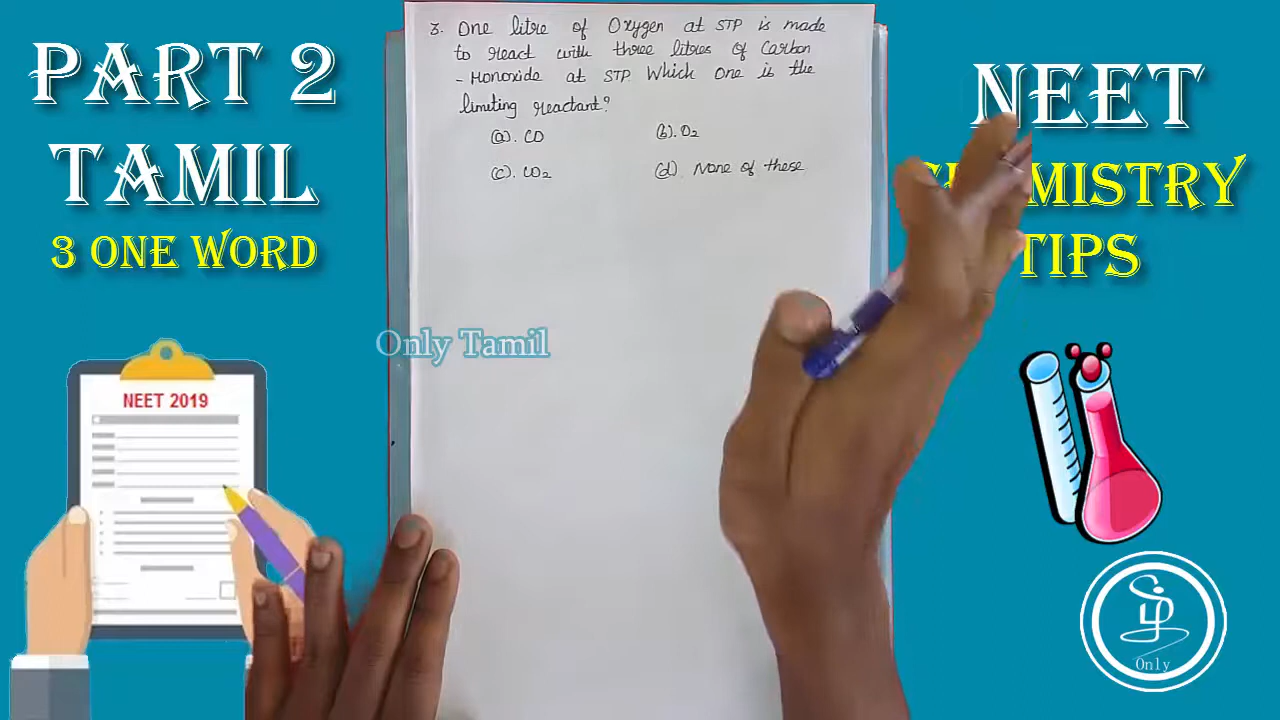 PART 2
TAMIL
3 ONE WORD
3. One litre of Oxygen at STP is made
to react with three litres of Carbon
- Monoxide at STP Which One is the
limiting reactant?
(a). CO
(b). O₂
(c). CO₂
(d). None of these
Only Tamil
NEET
CHEMISTRY
TIPS
NEET 2019
Only